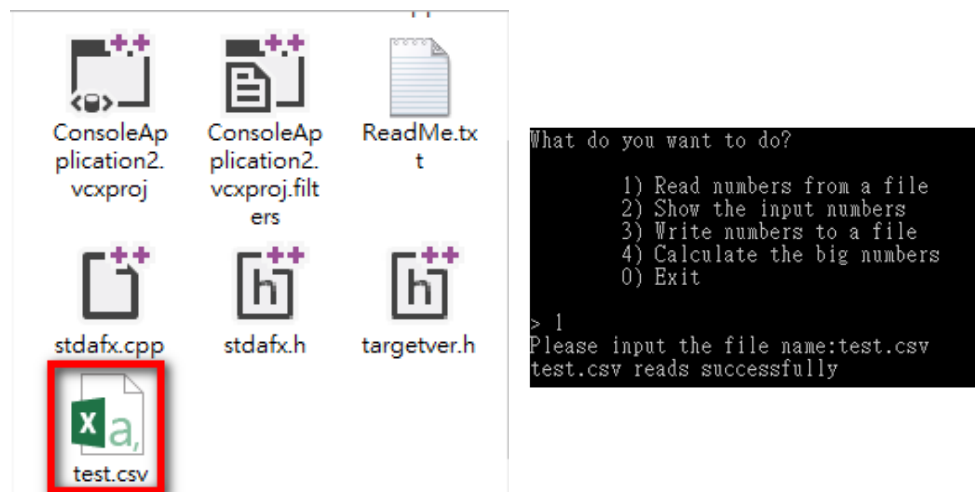 ConsoleAp
plication2.
vcxproj
ConsoleAp
plication2.
vcxproj.filt
ers
ReadMe.tx
t
stdafx.cpp
stdafx.h
targetver.h
test.csv
What do you want to do?
1) Read numbers from a file
2) Show the input numbers
3) Write numbers to a file
4) Calculate the big numbers
0) Exit
> 1
Please input the file name:test.csv
test.csv reads successfully